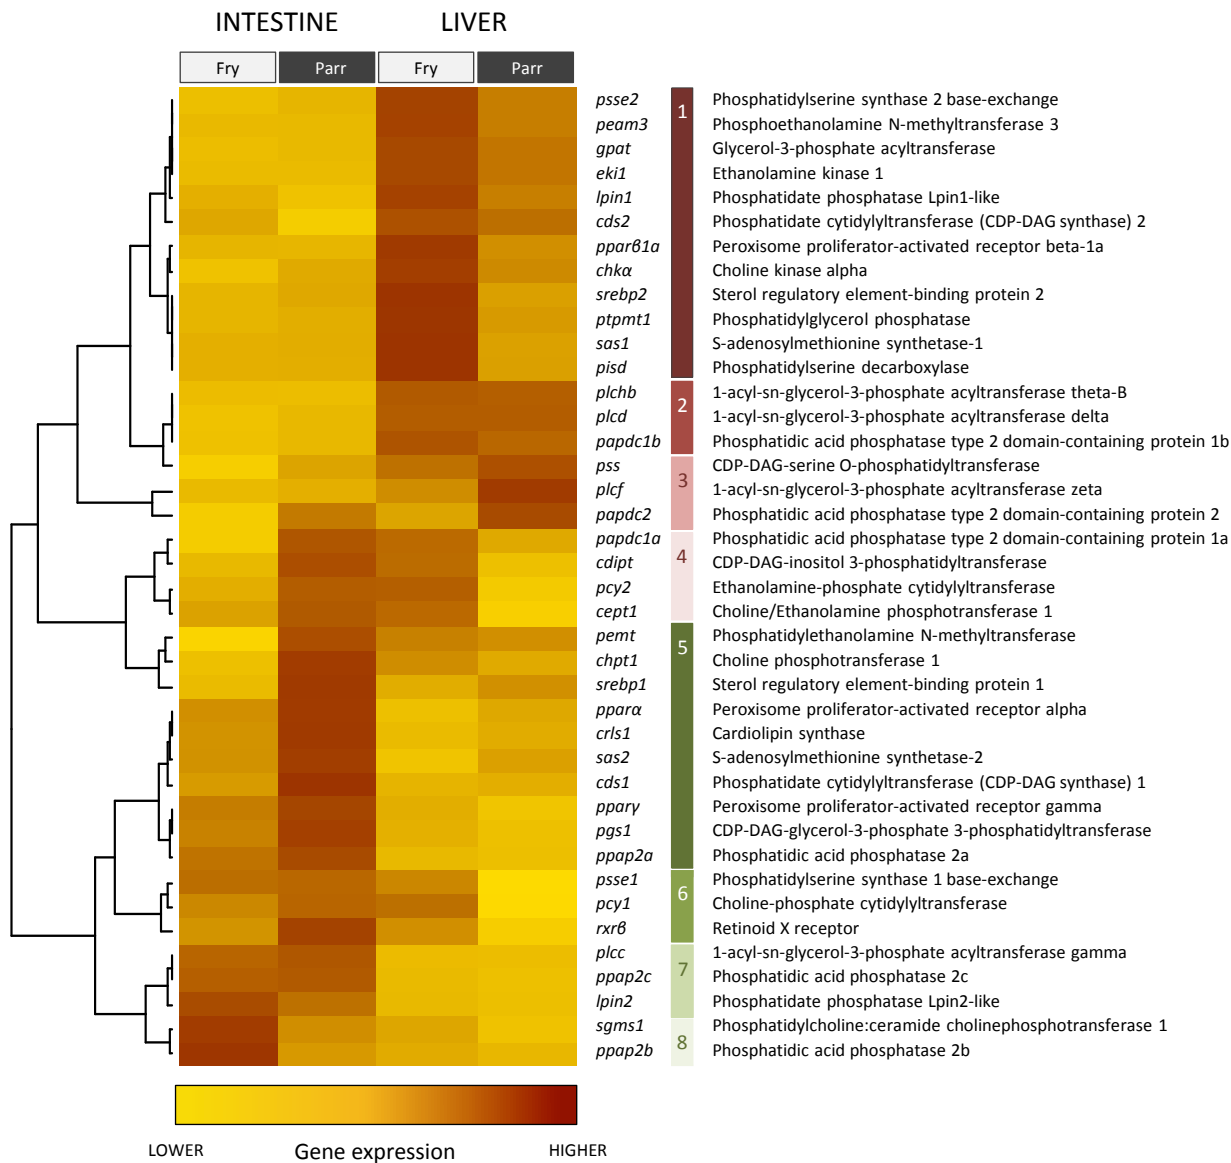 INTESTINE LIVER
Fry Parr Fry Parr
psse2 1 Phosphatidylserine synthase 2 base-exchange
peam3 Phosphoethanolamine N-methyltransferase 3
gpat Glycerol-3-phosphate acyltransferase
eki1 Ethanolamine kinase 1
lpin1 Phosphatidate phosphatase Lpin1-like
cds2 Phosphatidate cytidylyltransferase (CDP-DAG synthase) 2
pparβ1a Peroxisome proliferator-activated receptor beta-1a
chkα Choline kinase alpha
srebp2 Sterol regulatory element-binding protein 2
ptpmt1 Phosphatidylglycerol phosphatase
sas1 S-adenosylmethionine synthetase-1
pisd Phosphatidylserine decarboxylase
plchb 2 1-acyl-sn-glycerol-3-phosphate acyltransferase theta-B
plcd 1-acyl-sn-glycerol-3-phosphate acyltransferase delta
papdc1b Phosphatidic acid phosphatase type 2 domain-containing protein 1b
pss 3 CDP-DAG-serine O-phosphatidyltransferase
plcf 1-acyl-sn-glycerol-3-phosphate acyltransferase zeta
papdc2 Phosphatidic acid phosphatase type 2 domain-containing protein 2
papdc1a 4 Phosphatidic acid phosphatase type 2 domain-containing protein 1a
cdipt CDP-DAG-inositol 3-phosphatidyltransferase
pcy2 Ethanolamine-phosphate cytidylyltransferase
cept1 Choline/Ethanolamine phosphotransferase 1
pemt 5 Phosphatidylethanolamine N-methyltransferase
chpt1 Choline phosphotransferase 1
srebp1 Sterol regulatory element-binding protein 1
pparα Peroxisome proliferator-activated receptor alpha
crls1 Cardiolipin synthase
sas2 S-adenosylmethionine synthetase-2
cds1 Phosphatidate cytidylyltransferase (CDP-DAG synthase) 1
pparγ Peroxisome proliferator-activated receptor gamma
pgs1 CDP-DAG-glycerol-3-phosphate 3-phosphatidyltransferase
ppap2a Phosphatidic acid phosphatase 2a
psse1 6 Phosphatidylserine synthase 1 base-exchange
pcy1 Choline-phosphate cytidylyltransferase
rxrβ Retinoid X receptor
plcc 7 1-acyl-sn-glycerol-3-phosphate acyltransferase gamma
ppap2c Phosphatidic acid phosphatase 2c
lpin2 Phosphatidate phosphatase Lpin2-like
sgms1 8 Phosphatidylcholine:ceramide cholinephosphotransferase 1
ppap2b Phosphatidic acid phosphatase 2b
LOWER Gene expression HIGHER